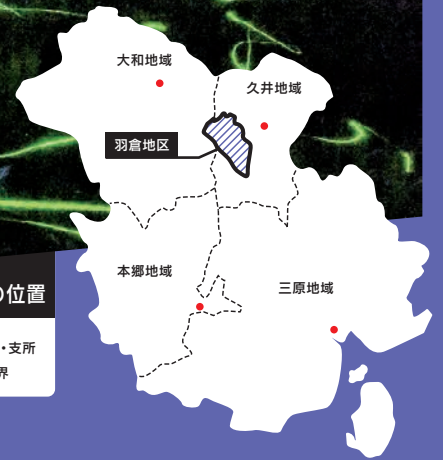 大和地域
久井地域
羽倉地区
本郷地域
三原地域
の位置
・支所
界